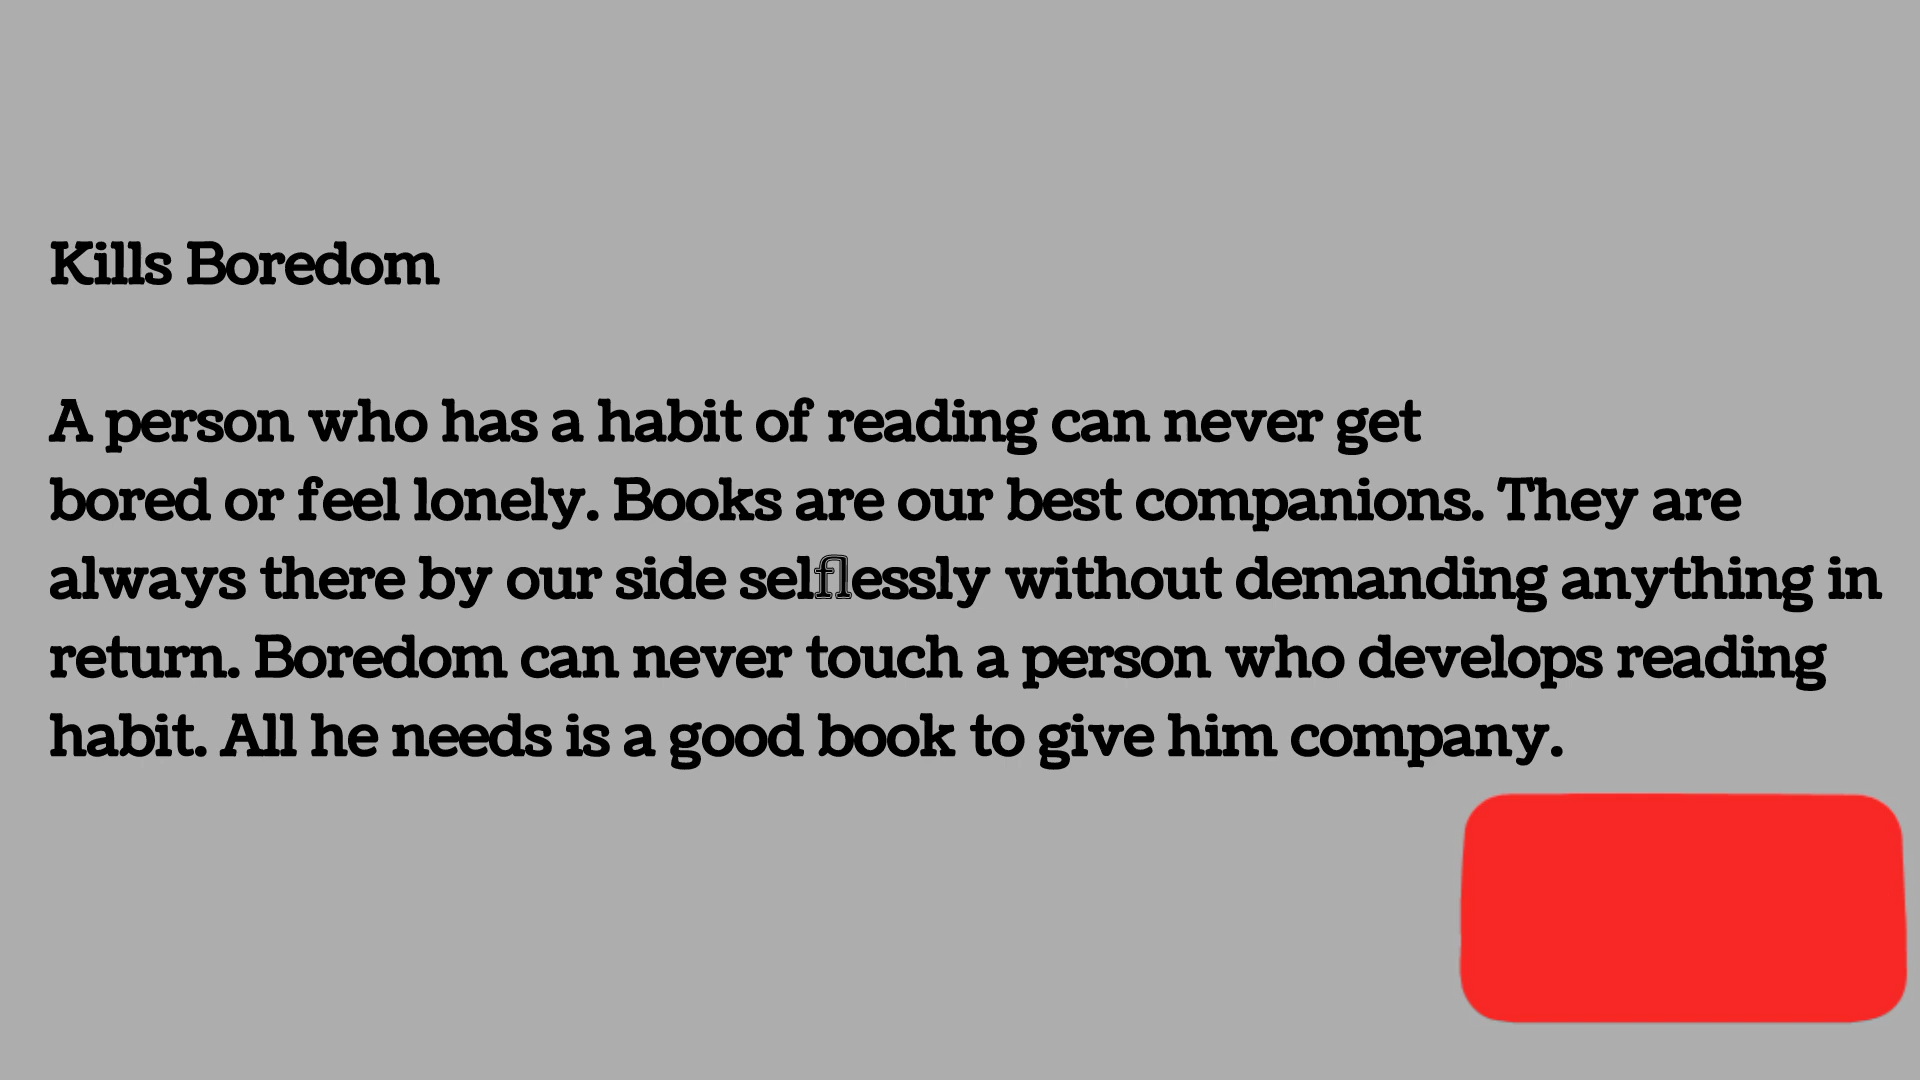 Kills Boredom
A person who has a habit of reading can never get
bored or feel lonely. Books are our best companions. They are
always there by our side selflessly without demanding anything in
return. Boredom can never touch a person who develops reading
habit. All he needs is a good book to give him company.